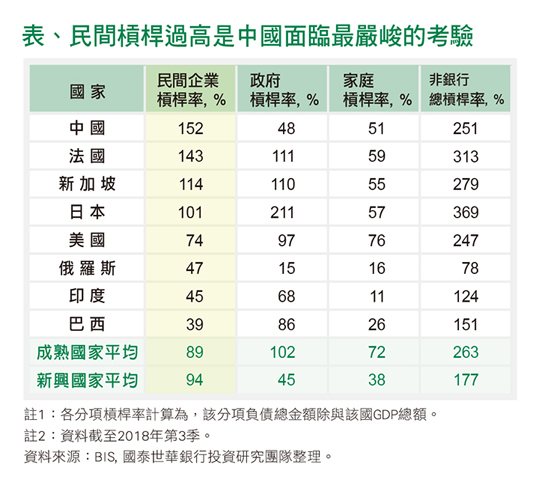 表、民間槓桿過高是中國面臨最嚴峻的考驗
國家 民間企業槓桿率, % 政府槓桿率, % 家庭槓桿率, % 非銀行總槓桿率, %
中國 152 48 51 251
法國 143 111 59 313
新加坡 114 110 55 279
日本 101 211 57 369
美國 74 97 76 247
俄羅斯 47 15 16 78
印度 45 68 11 124
巴西 39 86 26 151
成熟國家平均 89 102 72 263
新興國家平均 94 45 38 177
註1：各分項槓桿率計算為，該分項負債總金額除與該國GDP總額。
註2：資料截至2018年第3季。
資料來源：BIS, 國泰世華銀行投資研究團隊整理。